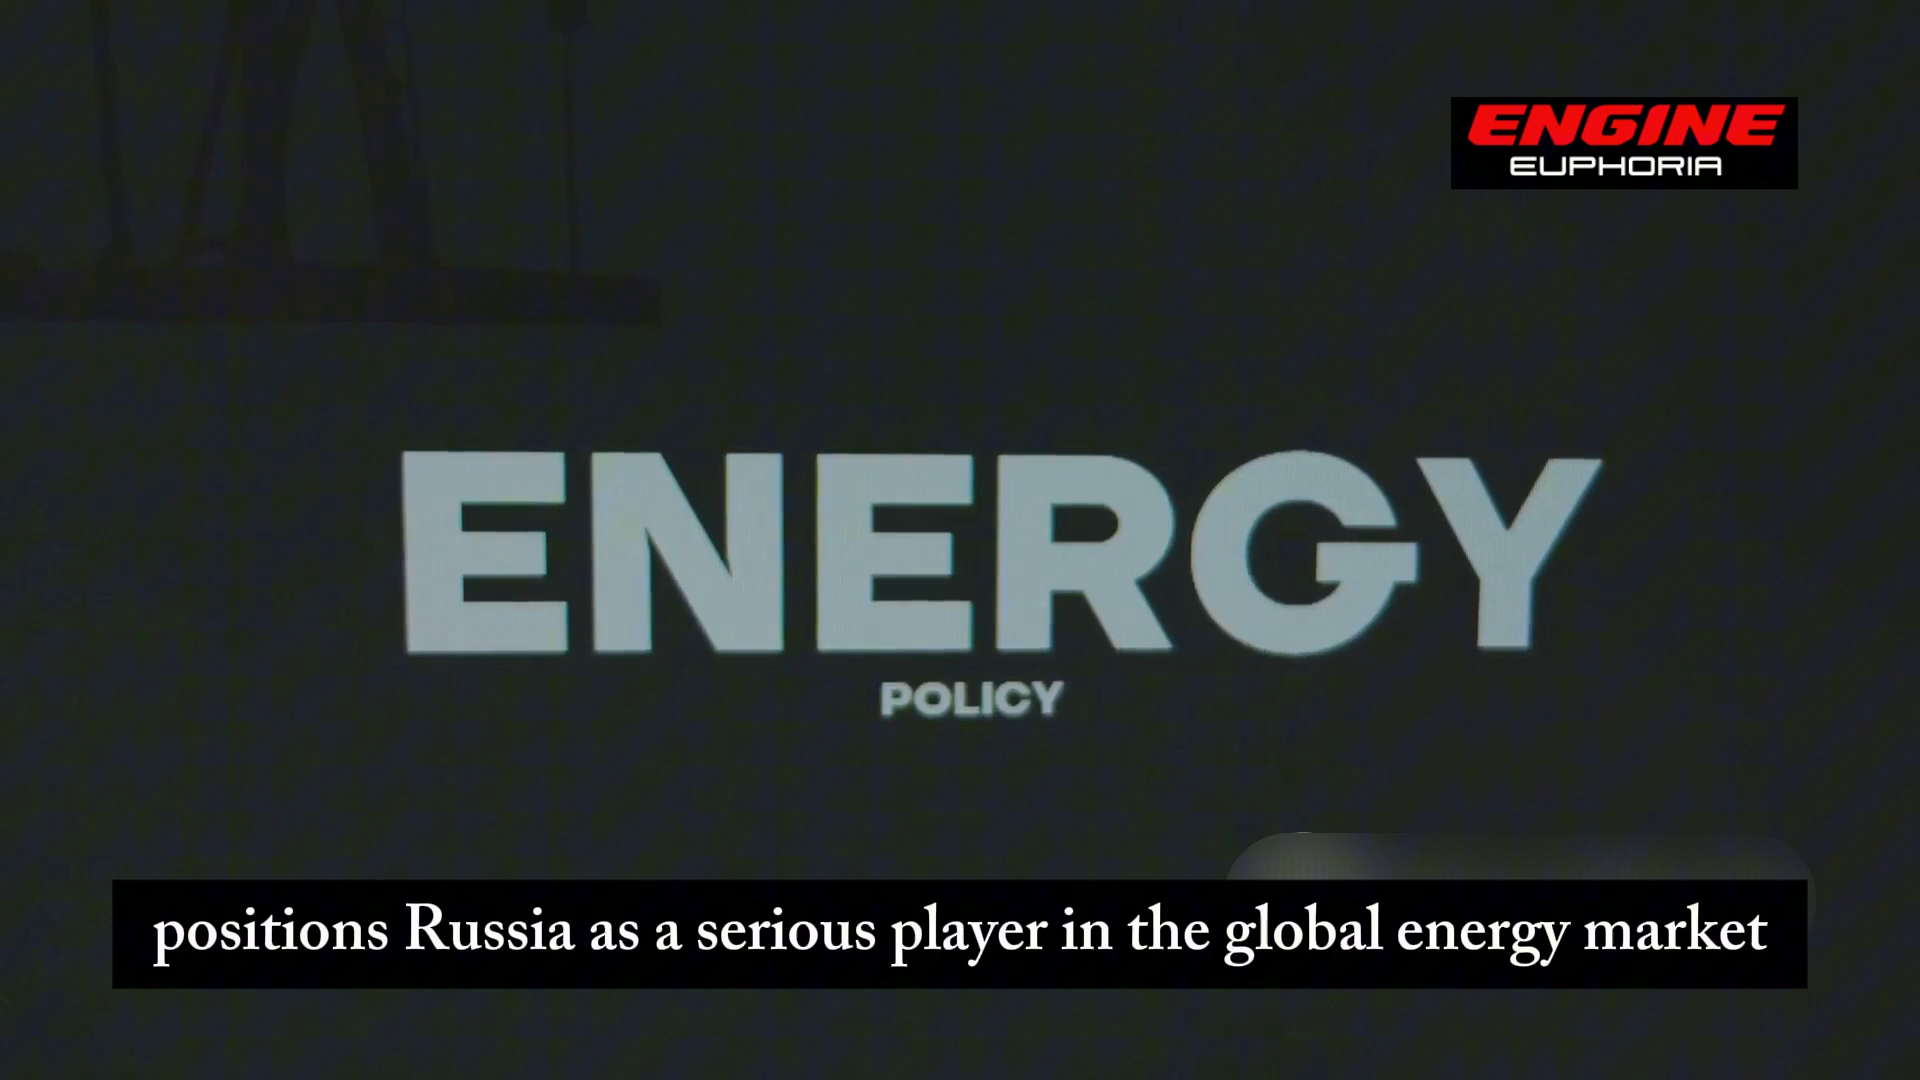 ENGINE
EUPHORIA
ENERGY
POLICY
positions Russia as a serious player in the global energy market